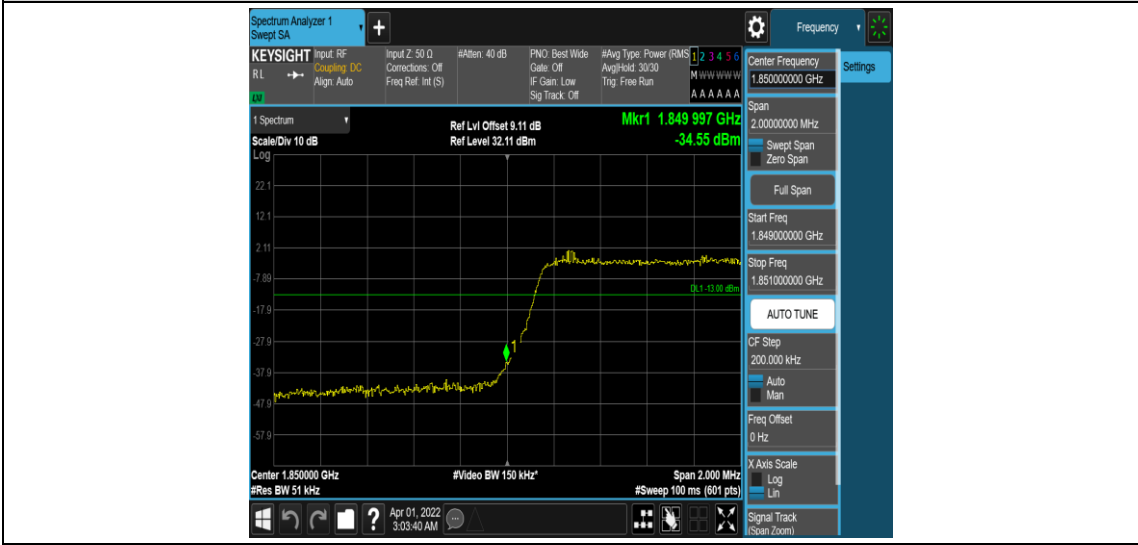 Spectrum Analyzer 1
Swept SA
+
Frequency
KEYSIGHT
RL
LXI
Input: RF
Coupling: DC
Align: Auto
Input Z: 50 Ω
Corrections: Off
Freq Ref: Int (S)
#Atten: 40 dB
PNO: Best Wide
Gate: Off
IF Gain: Low
Sig Track: Off
#Avg Type: Power (RMS
Avg|Hold: 30/30
Trig: Free Run
1 2 3 4 5 6
M W W W W W
A A A A A A
1 Spectrum
Scale/Div 10 dB
Log
Ref Lvl Offset 9.11 dB
Ref Level 32.11 dBm
Mkr1 1.849 997 GHz
-34.55 dBm
22.1
12.1
2.11
-7.89
-17.9
-27.9
-37.9
-47.9
-57.9
DL1 -13.00 dBm
1
Center 1.850000 GHz
#Res BW 51 kHz
#Video BW 150 kHz*
Span 2.000 MHz
#Sweep 100 ms (601 pts)
?
Apr 01, 2022
3:03:40 AM
Center Frequency
1.850000000 GHz
Span
2.00000000 MHz
Swept Span
Zero Span
Full Span
Start Freq
1.849000000 GHz
Stop Freq
1.851000000 GHz
AUTO TUNE
CF Step
200.000 kHz
Auto
Man
Freq Offset
0 Hz
X Axis Scale
Log
Lin
Signal Track
(Span Zoom)
Settings